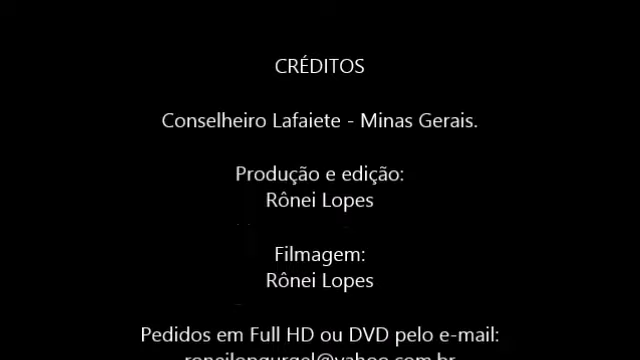 CRÉDITOS
Conselheiro Lafaiete - Minas Gerais.
Produção e edição:
Rônei Lopes
Filmagem:
Rônei Lopes
Pedidos em Full HD ou DVD pelo e-mail: